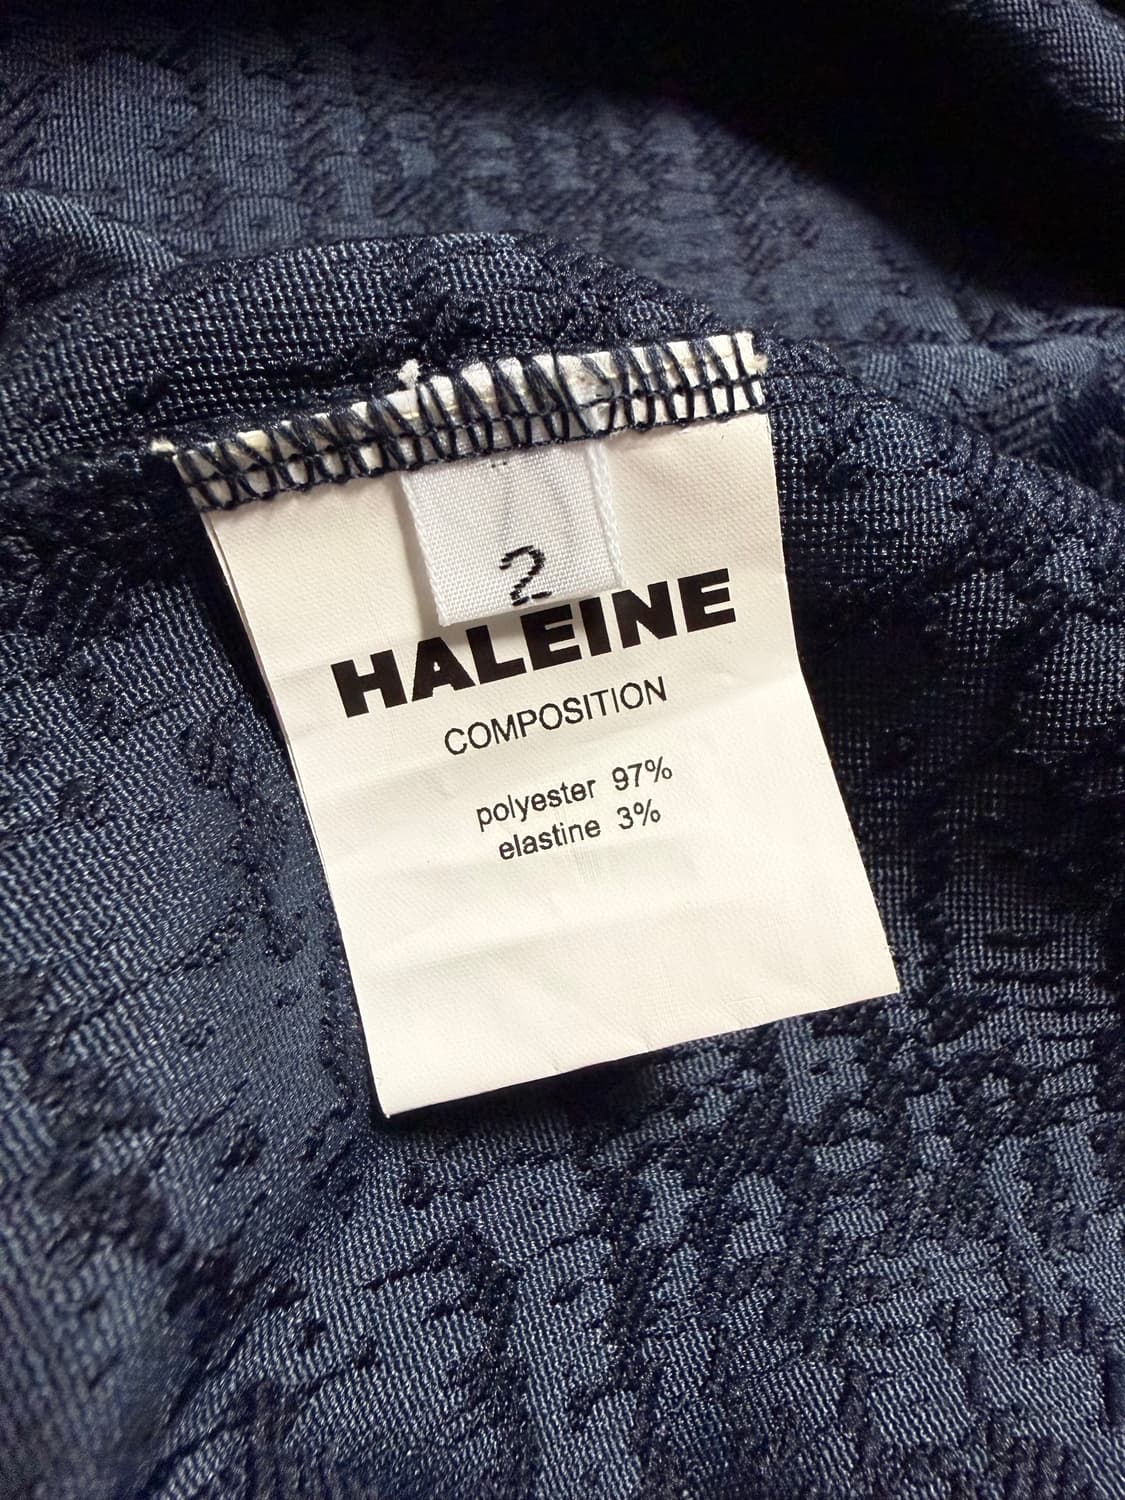 2
HALEINE
COMPOSITION
polyester 97%
elastine 3%